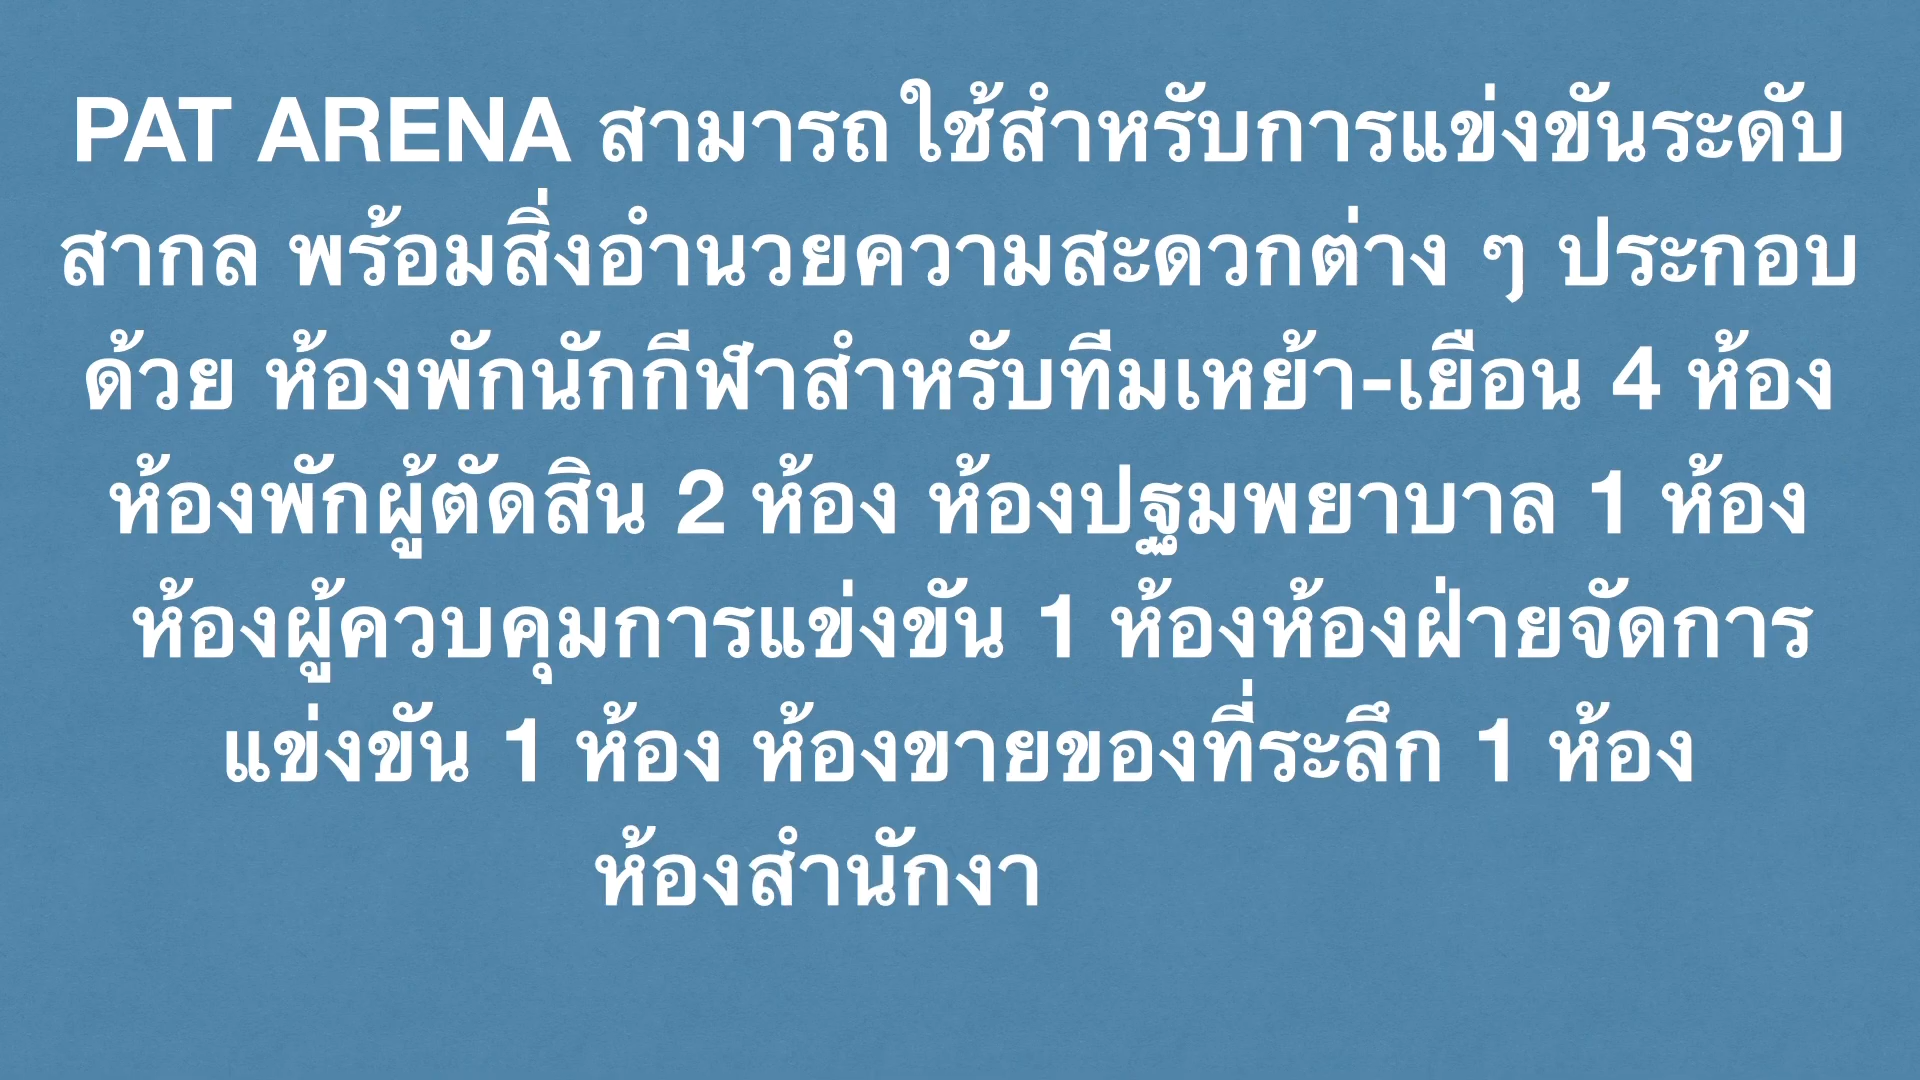 PAT ARENA สามารถใช้สำหรับการแข่งขันระดับ
สากล พร้อมสิ่งอำนวยความสะดวกต่าง ๆ ประกอบ
ด้วย ห้องพักนักกีฬาสำหรับทีมเหย้า-เยือน 4 ห้อง
ห้องพักผู้ตัดสิน 2 ห้อง ห้องปฐมพยาบาล 1 ห้อง
ห้องผู้ควบคุมการแข่งขัน 1 ห้องห้องฝ่ายจัดการ
แข่งขัน 1 ห้อง ห้องขายของที่ระลึก 1 ห้อง
ห้องสำนักงา